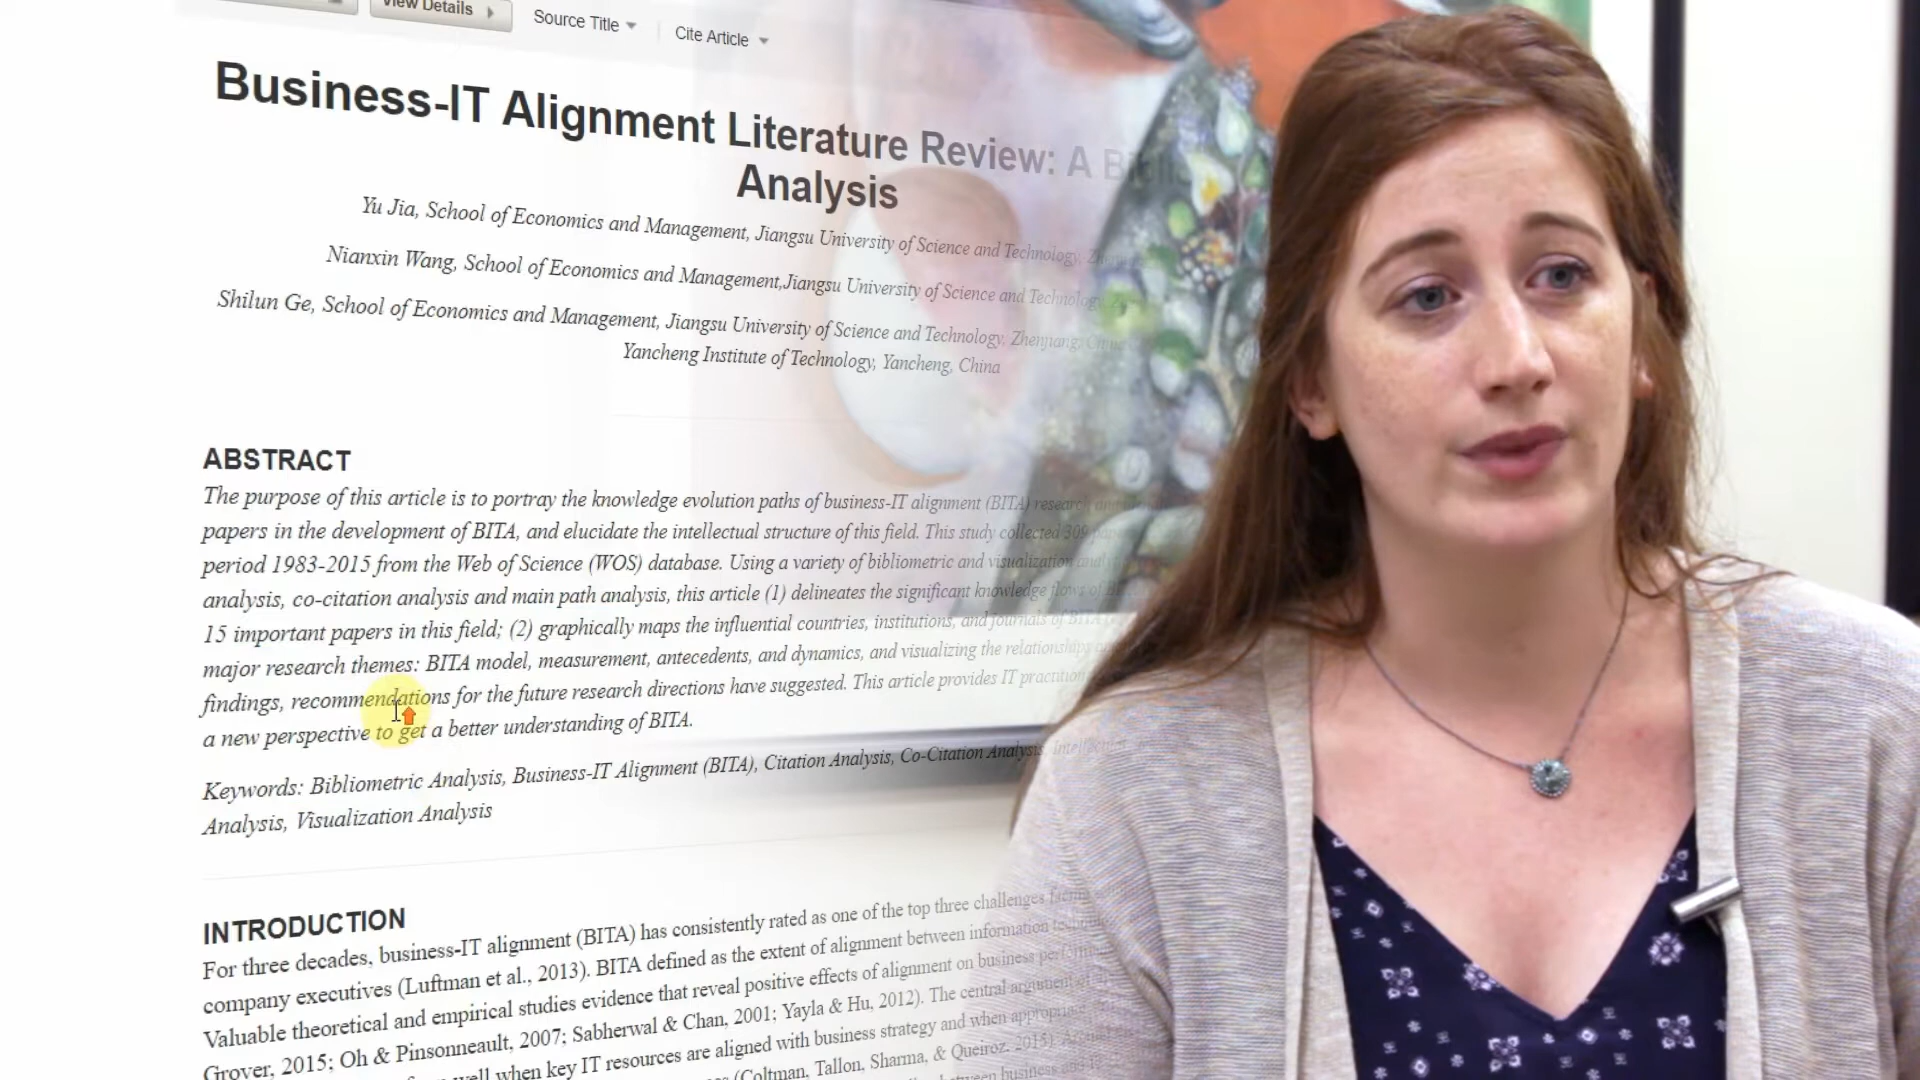 View Details
Source Title
Cite Article
Business-IT Alignment Literature Review: A
Analysis
Yu Jia, School of Economics and Management, Jiangsu University of Science and Technology,
Nianxin Wang, School of Economics and Management,Jiangsu University of Science and Technology,
Shilun Ge, School of Economics and Management, Jiangsu University of Science and Technology, Zhenjiang, China
Yancheng Institute of Technology, Yancheng, China
ABSTRACT
The purpose of this article is to portray the knowledge evolution paths of business-IT alignment (BITA) research
papers in the development of BITA, and elucidate the intellectual structure of this field. This study collected 309
period 1983-2015 from the Web of Science (WOS) database. Using a variety of bibliometric and visualization
analysis, co-citation analysis and main path analysis, this article (1) delineates the significant knowledge flows of
15 important papers in this field; (2) graphically maps the influential countries, institutions, and journals of BITA
major research themes: BITA model, measurement, antecedents, and dynamics, and visualizing the relationships
findings, recommendations for the future research directions have suggested. This article provides IT
a new perspective to get a better understanding of BITA.
Keywords: Bibliometric Analysis, Business-IT Alignment (BITA), Citation Analysis, Co-Citation Analysis,
Analysis, Visualization Analysis
INTRODUCTION
For three decades, business-IT alignment (BITA) has consistently rated as one of the top three challenges facing
company executives (Luftman et al., 2013). BITA defined as the extent of alignment between information
Valuable theoretical and empirical studies evidence that reveal positive effects of alignment on business
Grover, 2015; Oh & Pinsonneault, 2007; Sabherwal & Chan, 2001; Yayla & Hu, 2012). The central argument of
well when key IT resources are aligned with business strategy and when
(Coltman, Tallon, Sharma, & Queiroz, 2015).
between business